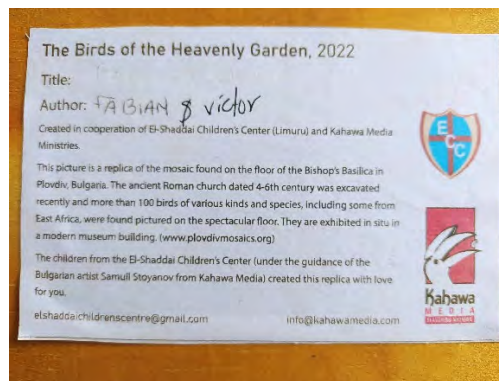 The Birds of the Heavenly Garden, 2022
Title:
Author: FABIAN & victor
Created in cooperation of El-Shaddai Children's Center (Limuru) and Kahawa Media
Ministries.
This picture is a replica of the mosaic found on the floor of the Bishop's Basilica in
Plovdiv, Bulgaria. The ancient Roman church dated 4-6th century was excavated
recently and more than 100 birds of various kinds and species, including some from
East Africa, were found pictured on the spectacular floor. They are exhibited in situ in
a modern museum building. (www.plovdivmosaics.org)
The children from the El-Shaddai Children's Center (under the guidance of the
Bulgarian artist Samuil Stoyanov from Kahawa Media) created this replica with love
for you.
elshaddaichildrenscentre@gmail.com
info@kahawamedia.com
E
C C
Kahawa
MEDIA